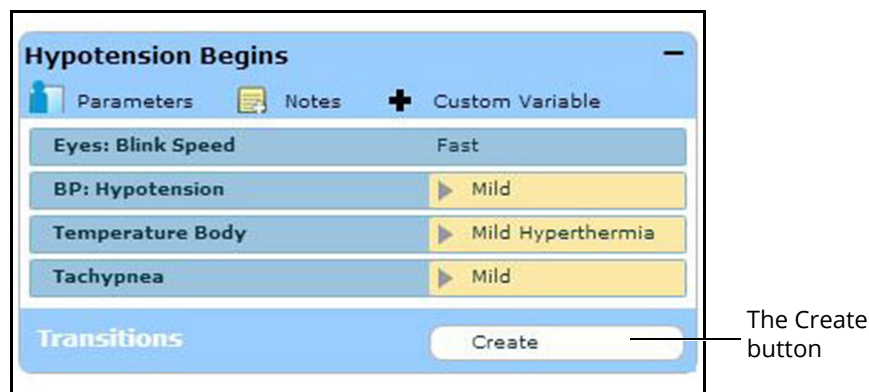 Hypotension Begins
Parameters Notes Custom Variable
Eyes: Blink Speed Fast
BP: Hypotension Mild
Temperature Body Mild Hyperthermia
Tachypnea Mild
Transitions Create
The Create
button